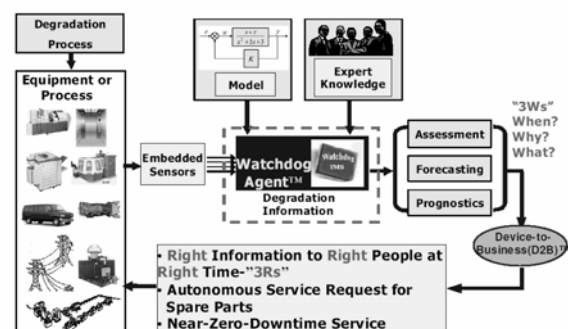 Degradation
Process
Equipment or
Process
Model
Expert
Knowledge
Embedded
Sensors
Watchdog
Agent™
Watchdog
Degradation
Information
Assessment
Forecasting
Prognostics
"3Ws"
When?
Why?
What?
Device-to-
Business(D2B)™
• Right Information to Right People at
Right Time-"3Rs"
• Autonomous Service Request for
Spare Parts
• Near-Zero-Downtime Service